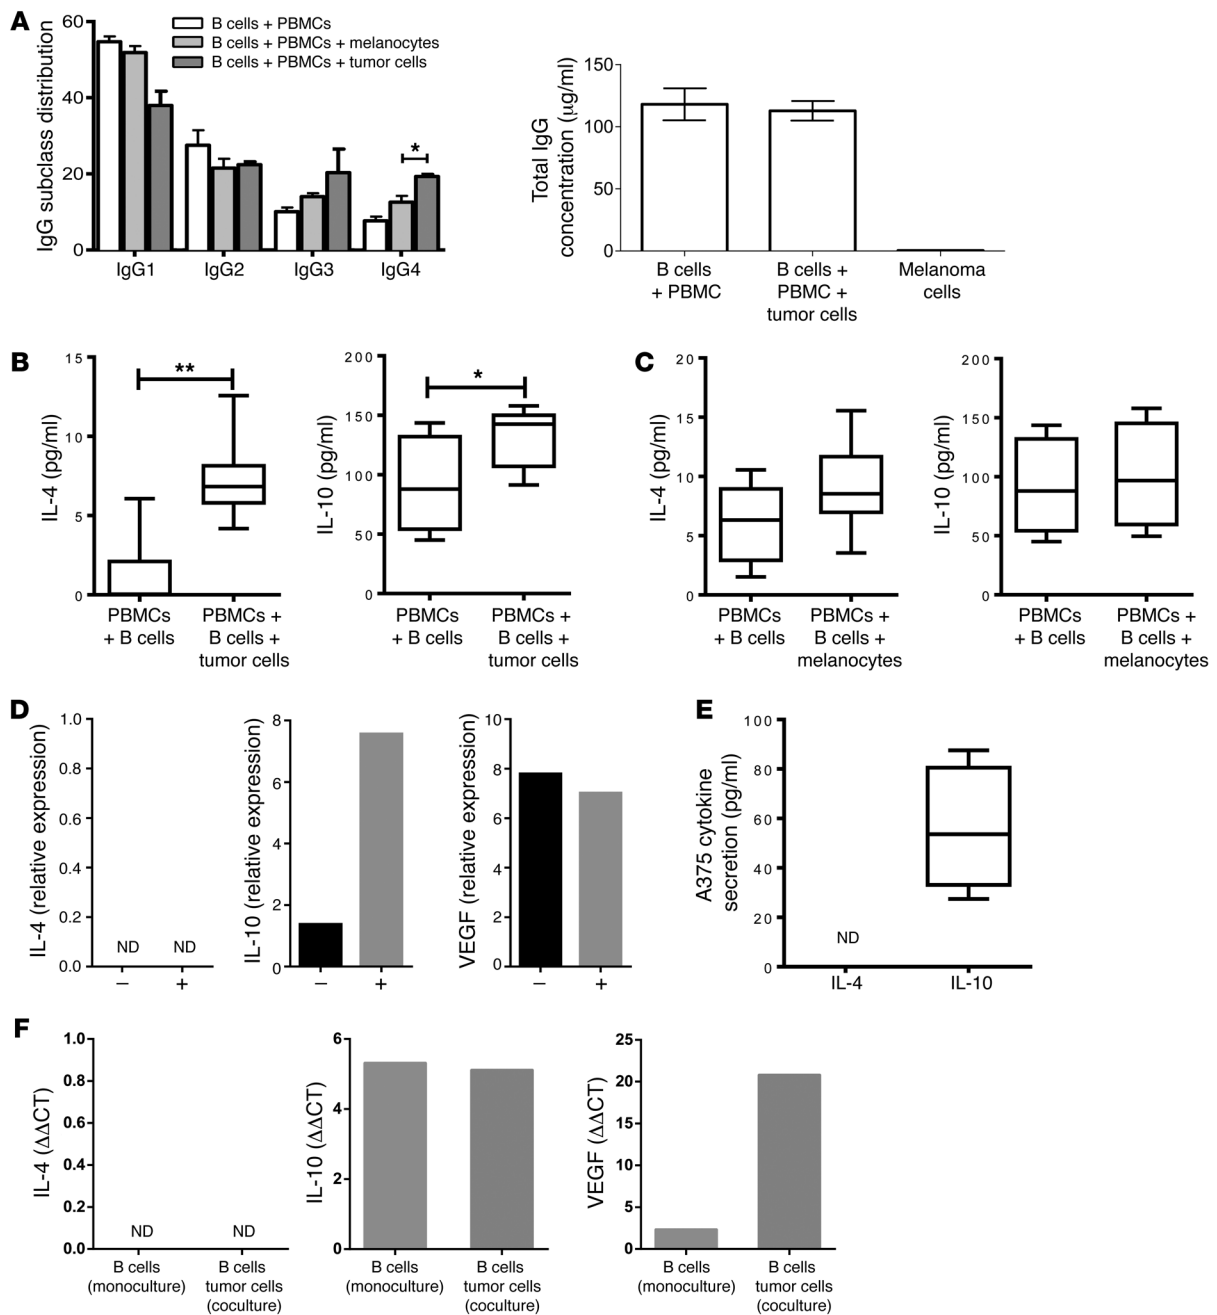 A
IgG subclass distribution
60
40
20
0
B cells + PBMCs
B cells + PBMCs + melanocytes
B cells + PBMCs + tumor cells
*
IgG1 IgG2 IgG3 IgG4
Total IgG
concentration (μg/ml)
150
100
50
0
B cells
+ PBMC
B cells +
PBMC +
tumor cells
Melanoma
cells
B
IL-4 (pg/ml)
15
10
5
0
**
PBMCs
+ B cells
PBMCs +
B cells +
tumor cells
IL-10 (pg/ml)
200
150
100
50
0
*
PBMCs
+ B cells
PBMCs +
B cells +
tumor cells
C
IL-4 (pg/ml)
20
15
10
5
0
PBMCs
+ B cells
PBMCs +
B cells +
melanocytes
IL-10 (pg/ml)
200
150
100
50
0
PBMCs
+ B cells
PBMCs +
B cells +
melanocytes
D
IL-4 (relative expression)
1.0
0.8
0.6
0.4
0.2
0.0
ND ND
– +
IL-10 (relative expression)
8
6
4
2
0
– +
VEGF (relative expression)
10
8
6
4
2
0
– +
E
A375 cytokine
secretion (pg/ml)
100
80
60
40
20
0
ND
IL-4 IL-10
F
IL-4 (ΔΔCT)
1.0
0.8
0.6
0.4
0.2
0.0
ND ND
B cells
(monoculture)
B cells
tumor cells
(coculture)
IL-10 (ΔΔCT)
6
4
2
0
B cells
(monoculture)
B cells
tumor cells
(coculture)
VEGF (ΔΔCT)
25
20
15
10
5
0
B cells
(monoculture)
B cells
tumor cells
(coculture)